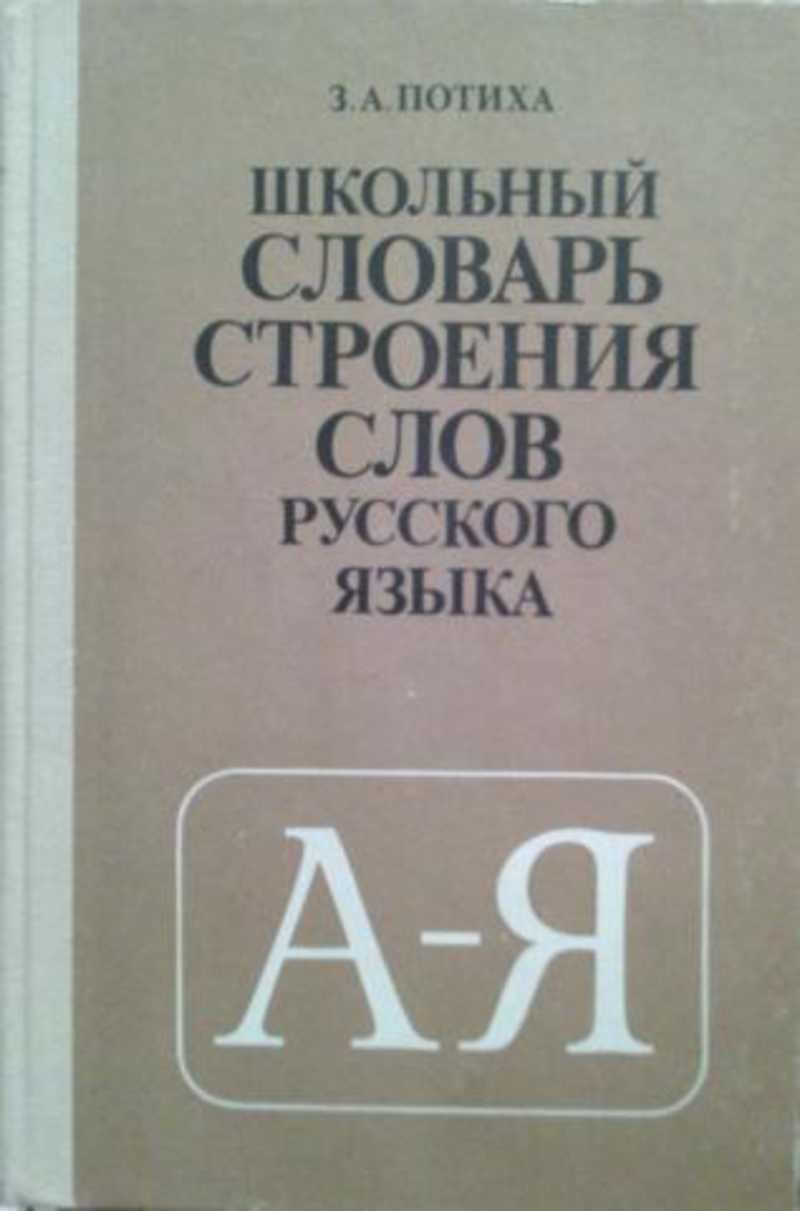 З. А. ПОТИХА
ШКОЛЬНЫЙ
СЛОВАРЬ
СТРОЕНИЯ
СЛОВ
РУССКОГО
ЯЗЫКА
А-Я